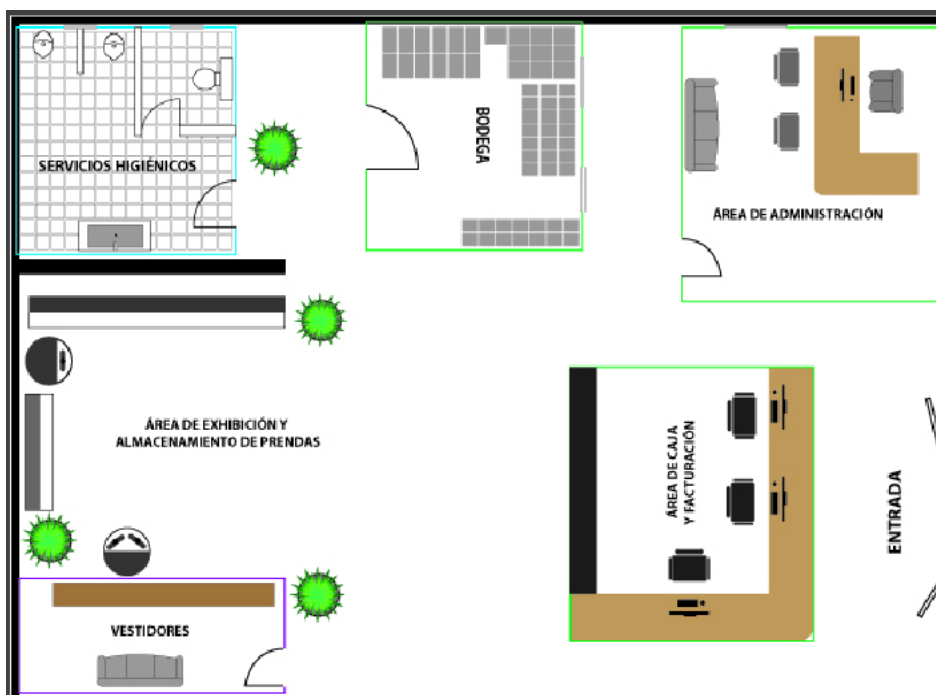 SERVICIOS HIGIÉNICOS
BODEGA
ÁREA DE ADMINISTRACIÓN
ÁREA DE EXHIBICIÓN Y
ALMACENAMIENTO DE PRENDAS
ÁREA DE CAJA
Y FACTURACIÓN
ENTRADA
VESTIDORES